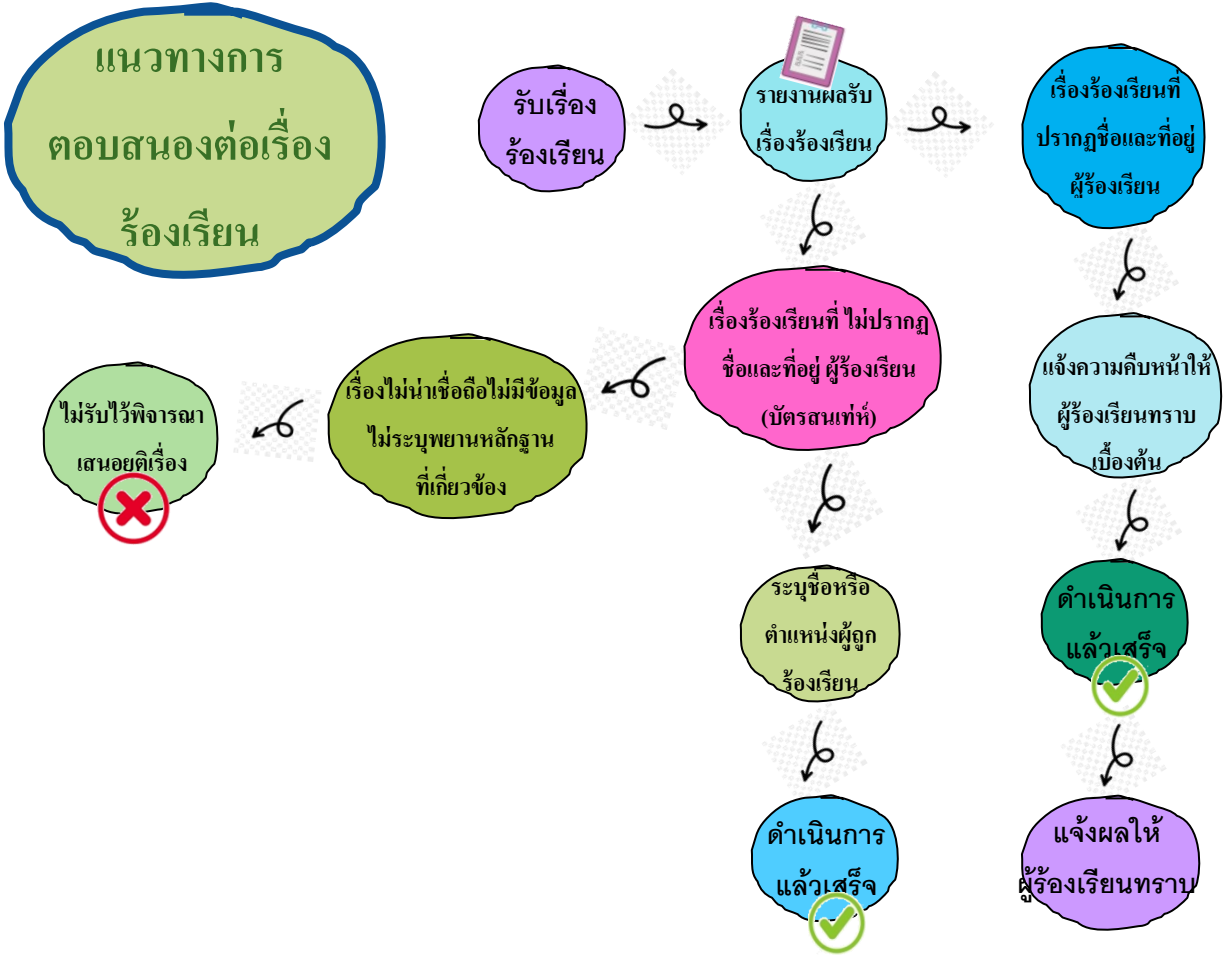 แนวทางการ
ตอบสนองต่อเรื่อง
ร้องเรียน
รับเรื่อง
ร้องเรียน
รายงานผลรับ
เรื่องร้องเรียน
เรื่องร้องเรียนที่
ปรากฏชื่อและที่อยู่
ผู้ร้องเรียน
เรื่องร้องเรียนที่ ไม่ปรากฏ
ชื่อและที่อยู่ ผู้ร้องเรียน
(บัตรสนเท่ห์)
แจ้งความคืบหน้าให้
ผู้ร้องเรียนทราบ
เบื้องต้น
เรื่องไม่น่าเชื่อถือไม่มีข้อมูล
ไม่ระบุพยานหลักฐาน
ที่เกี่ยวข้อง
ไม่รับไว้พิจารณา
เสนอยุติเรื่อง
ระบุชื่อหรือ
ตำแหน่งผู้ถูก
ร้องเรียน
ดำเนินการ
แล้วเสร็จ
ดำเนินการ
แล้วเสร็จ
แจ้งผลให้
ผู้ร้องเรียนทราบ